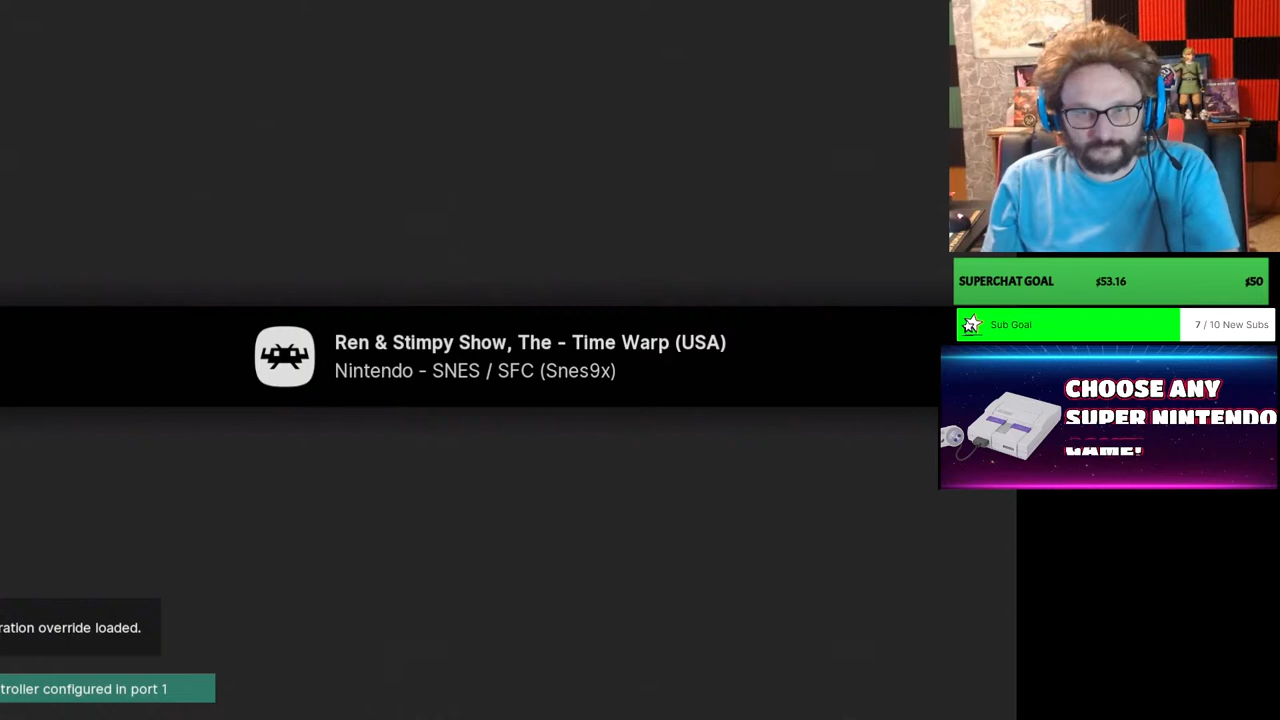 Ren & Stimpy Show, The - Time Warp (USA)
Nintendo - SNES / SFC (Snes9x)
ration override loaded.
troller configured in port 1
SUPERCHAT GOAL $53.16 $50
Sub Goal 7 / 10 New Subs
CHOOSE ANY
SUPER NINTENDO
GAME!